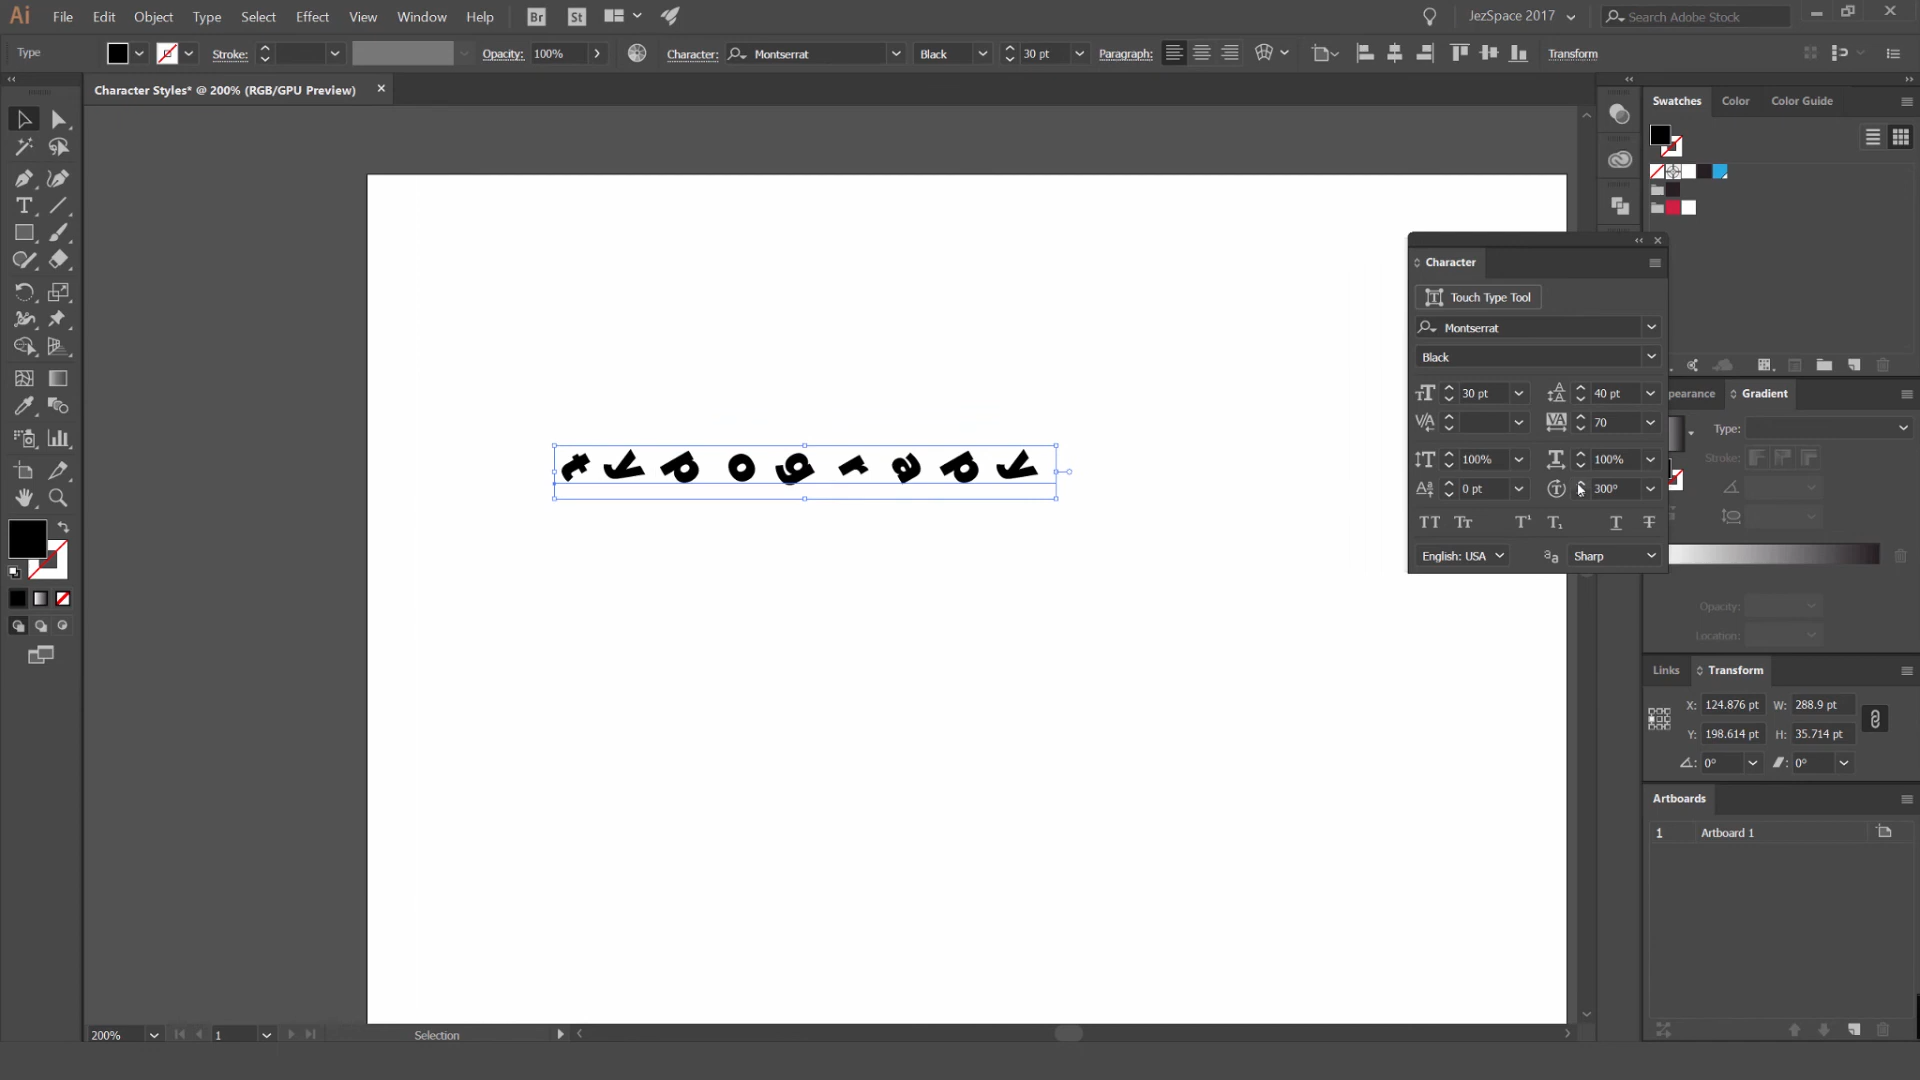 Ai File Edit Object Type Select Effect View Window Help Br St JezSpace 2017 Search Adobe Stock
Type Stroke: Opacity: 100% Character: Montserrat Black 30 pt Paragraph: Transform
Character Styles* @ 200% (RGB/GPU Preview)
Swatches Color Color Guide
Character
Touch Type Tool
Montserrat
Black
30 pt 40 pt
70
100% 100%
0 pt 300°
English: USA Sharp
typograpy
pearance Gradient
Type:
Stroke:
Opacity:
Location:
Links Transform
X: 124.876 pt W: 288.9 pt
Y: 198.614 pt H: 35.714 pt
0° 0°
Artboards
1 Artboard 1
200% 1 Selection